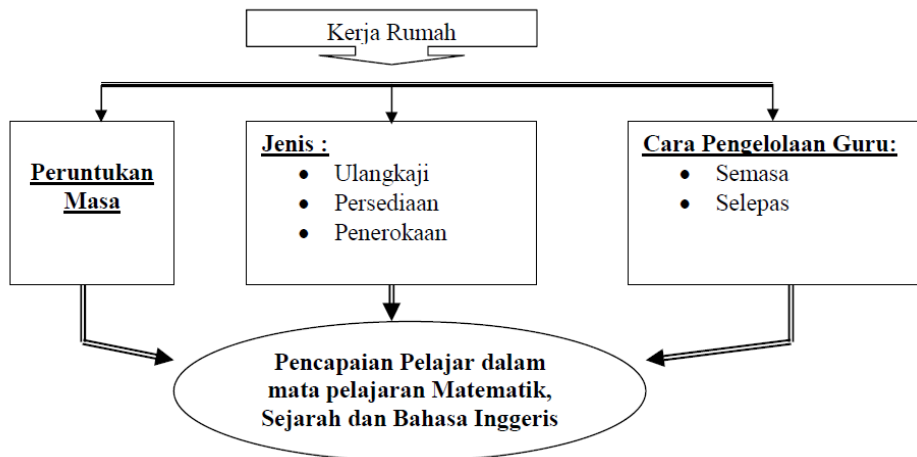 Kerja Rumah
Peruntukan
Masa
Jenis :
• Ulangkaji
• Persediaan
• Penerokaan
Cara Pengelolaan Guru:
• Semasa
• Selepas
Pencapaian Pelajar dalam
mata pelajaran Matematik,
Sejarah dan Bahasa Inggeris